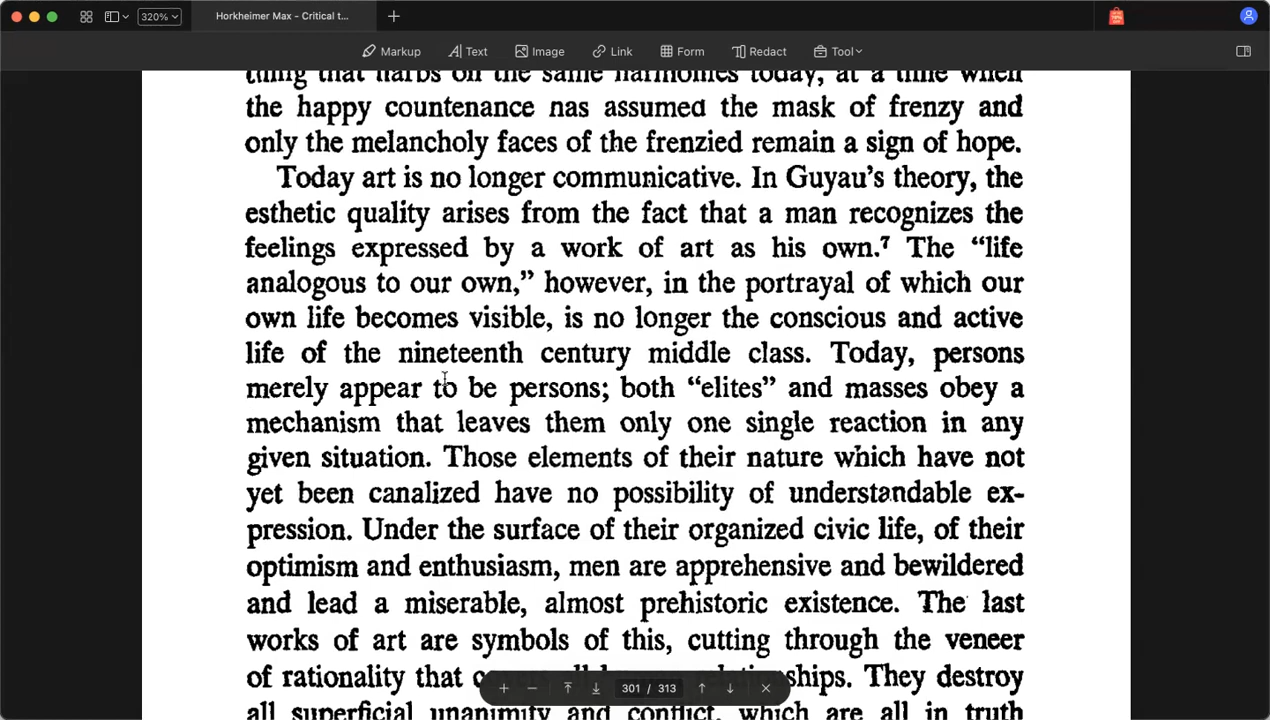 320%
Horkheimer Max - Critical t...
Markup
Text
Image
Link
Form
Redact
Tool
thing that harps on the same harmonies today, at a time when
the happy countenance has assumed the mask of frenzy and
only the melancholy faces of the frenzied remain a sign of hope.
Today art is no longer communicative. In Guyau's theory, the
esthetic quality arises from the fact that a man recognizes the
feelings expressed by a work of art as his own.⁷ The “life
analogous to our own,” however, in the portrayal of which our
own life becomes visible, is no longer the conscious and active
life of the nineteenth century middle class. Today, persons
merely appear to be persons; both “elites” and masses obey a
mechanism that leaves them only one single reaction in any
given situation. Those elements of their nature which have not
yet been canalized have no possibility of understandable ex-
pression. Under the surface of their organized civic life, of their
optimism and enthusiasm, men are apprehensive and bewildered
and lead a miserable, almost prehistoric existence. The last
works of art are symbols of this, cutting through the veneer
of rationality that They destroy
all superficial unanimity and conflict, which are all in truth
301 / 313